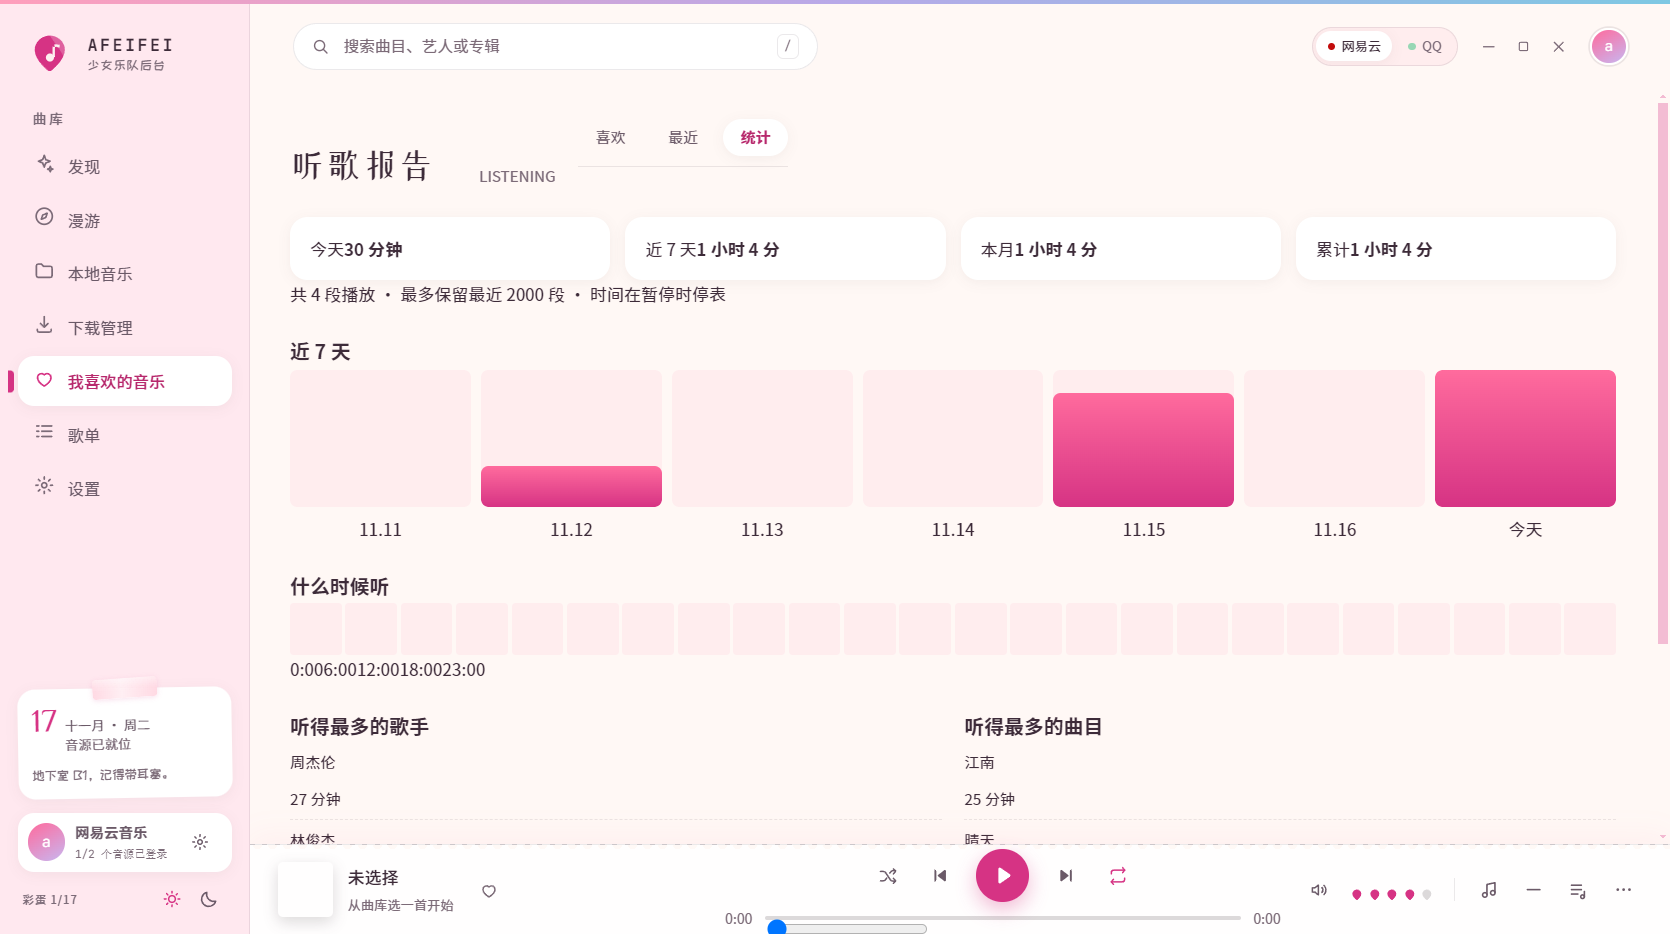 AFEIFEI
少女乐队后台
搜索曲目、艺人或专辑
/
网易云
QQ
a
曲库
发现
漫游
本地音乐
下载管理
我喜欢的音乐
歌单
设置
17
十一月 · 周二
音源已就位
地下室 B1，记得带耳塞。
a
网易云音乐
1/2 个音源已登录
彩蛋 1/17
听歌报告
LISTENING
喜欢
最近
统计
今天30 分钟
近 7 天1 小时 4 分
本月1 小时 4 分
累计1 小时 4 分
共 4 段播放 · 最多保留最近 2000 段 · 时间在暂停时停表
近 7 天
11.11
11.12
11.13
11.14
11.15
11.16
今天
什么时候听
0:006:0012:0018:0023:00
听得最多的歌手
周杰伦
27 分钟
林俊杰
听得最多的曲目
江南
25 分钟
晴天
未选择
从曲库选一首开始
0:00
0:00